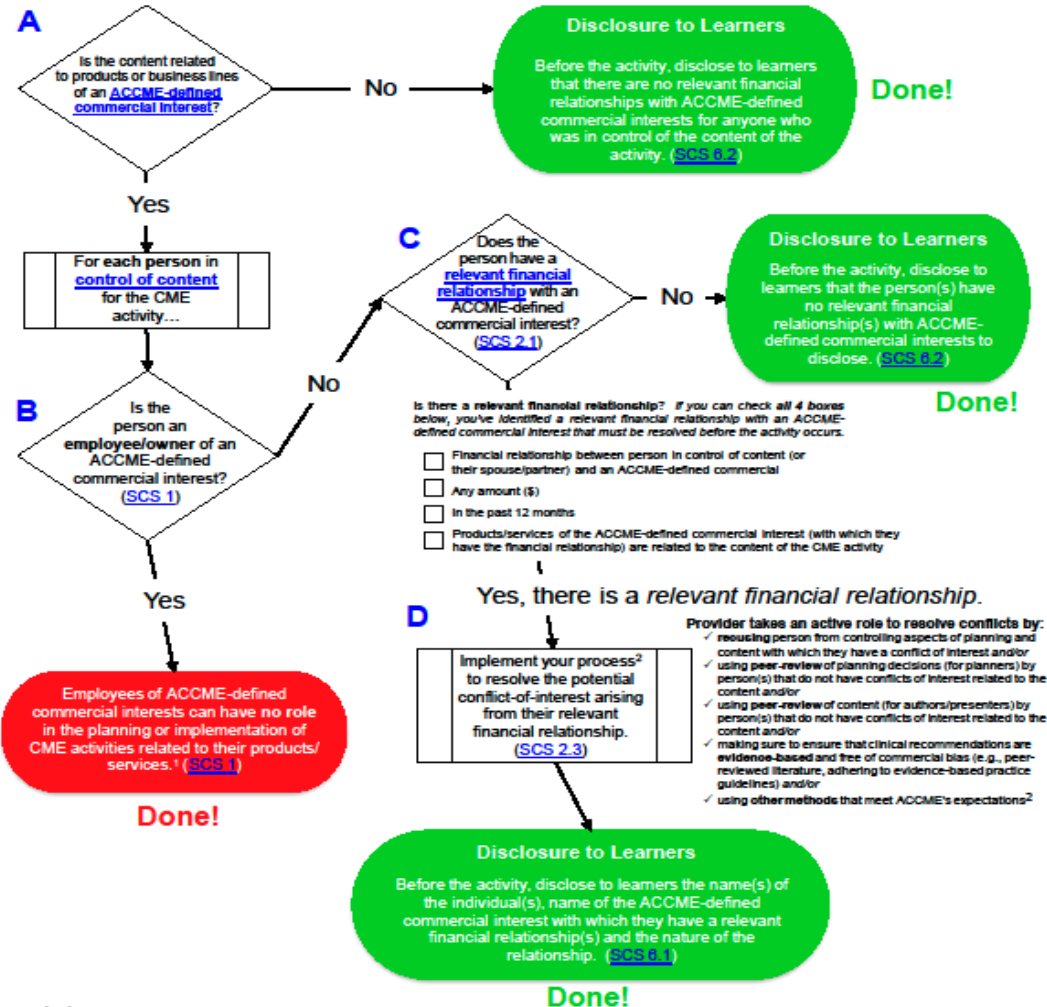 A
Is the content related
to products or business lines
of an ACCME-defined
commercial interest?
No
Disclosure to Learners
Before the activity, disclose to learners
that there are no relevant financial
relationships with ACCME-defined
commercial interests for anyone who
was in control of the content of the
activity. (SCS 6.2)
Done!
Yes
For each person in
control of content
for the CME
activity…
B
Is the
person an
employee/owner of an
ACCME-defined
commercial interest?
(SCS 1)
No
C
Does the
person have a
relevant financial
relationship with an
ACCME-defined
commercial interest?
(SCS 2.1)
No
Disclosure to Learners
Before the activity, disclose to
learners that the person(s) have
no relevant financial
relationship(s) with ACCME-
defined commercial interests to
disclose. (SCS 6.2)
Done!
Is there a relevant financial relationship? If you can check all 4 boxes
below, you've identified a relevant financial relationship with an ACCME-
defined commercial interest that must be resolved before the activity occurs.
Financial relationship between person in control of content (or
their spouse/partner) and an ACCME-defined commercial
Any amount ($)
In the past 12 months
Products/services of the ACCME-defined commercial interest (with which they
have the financial relationship) are related to the content of the CME activity
Yes
Employees of ACCME-defined
commercial interests can have no role
in the planning or implementation of
CME activities related to their products/
services.¹ (SCS 1)
Done!
Yes, there is a relevant financial relationship.
D
Implement your process²
to resolve the potential
conflict-of-interest arising
from their relevant
financial relationship.
(SCS 2.3)
Provider takes an active role to resolve conflicts by:
✓ recusing person from controlling aspects of planning and
content with which they have a conflict of interest and/or
✓ using peer-review of planning decisions (for planners) by
person(s) that do not have conflicts of interest related to the
content and/or
✓ using peer-review of content (for authors/presenters) by
person(s) that do not have conflicts of interest related to the
content and/or
✓ making sure to ensure that clinical recommendations are
evidence-based and free of commercial bias (e.g., peer-
reviewed literature, adhering to evidence-based practice
guidelines) and/or
✓ using other methods that meet ACCME's expectations²
Disclosure to Learners
Before the activity, disclose to learners the name(s) of
the individual(s), name of the ACCME-defined
commercial interest with which they have a relevant
financial relationship(s) and the nature of the
relationship. (SCS 6.1)
Done!